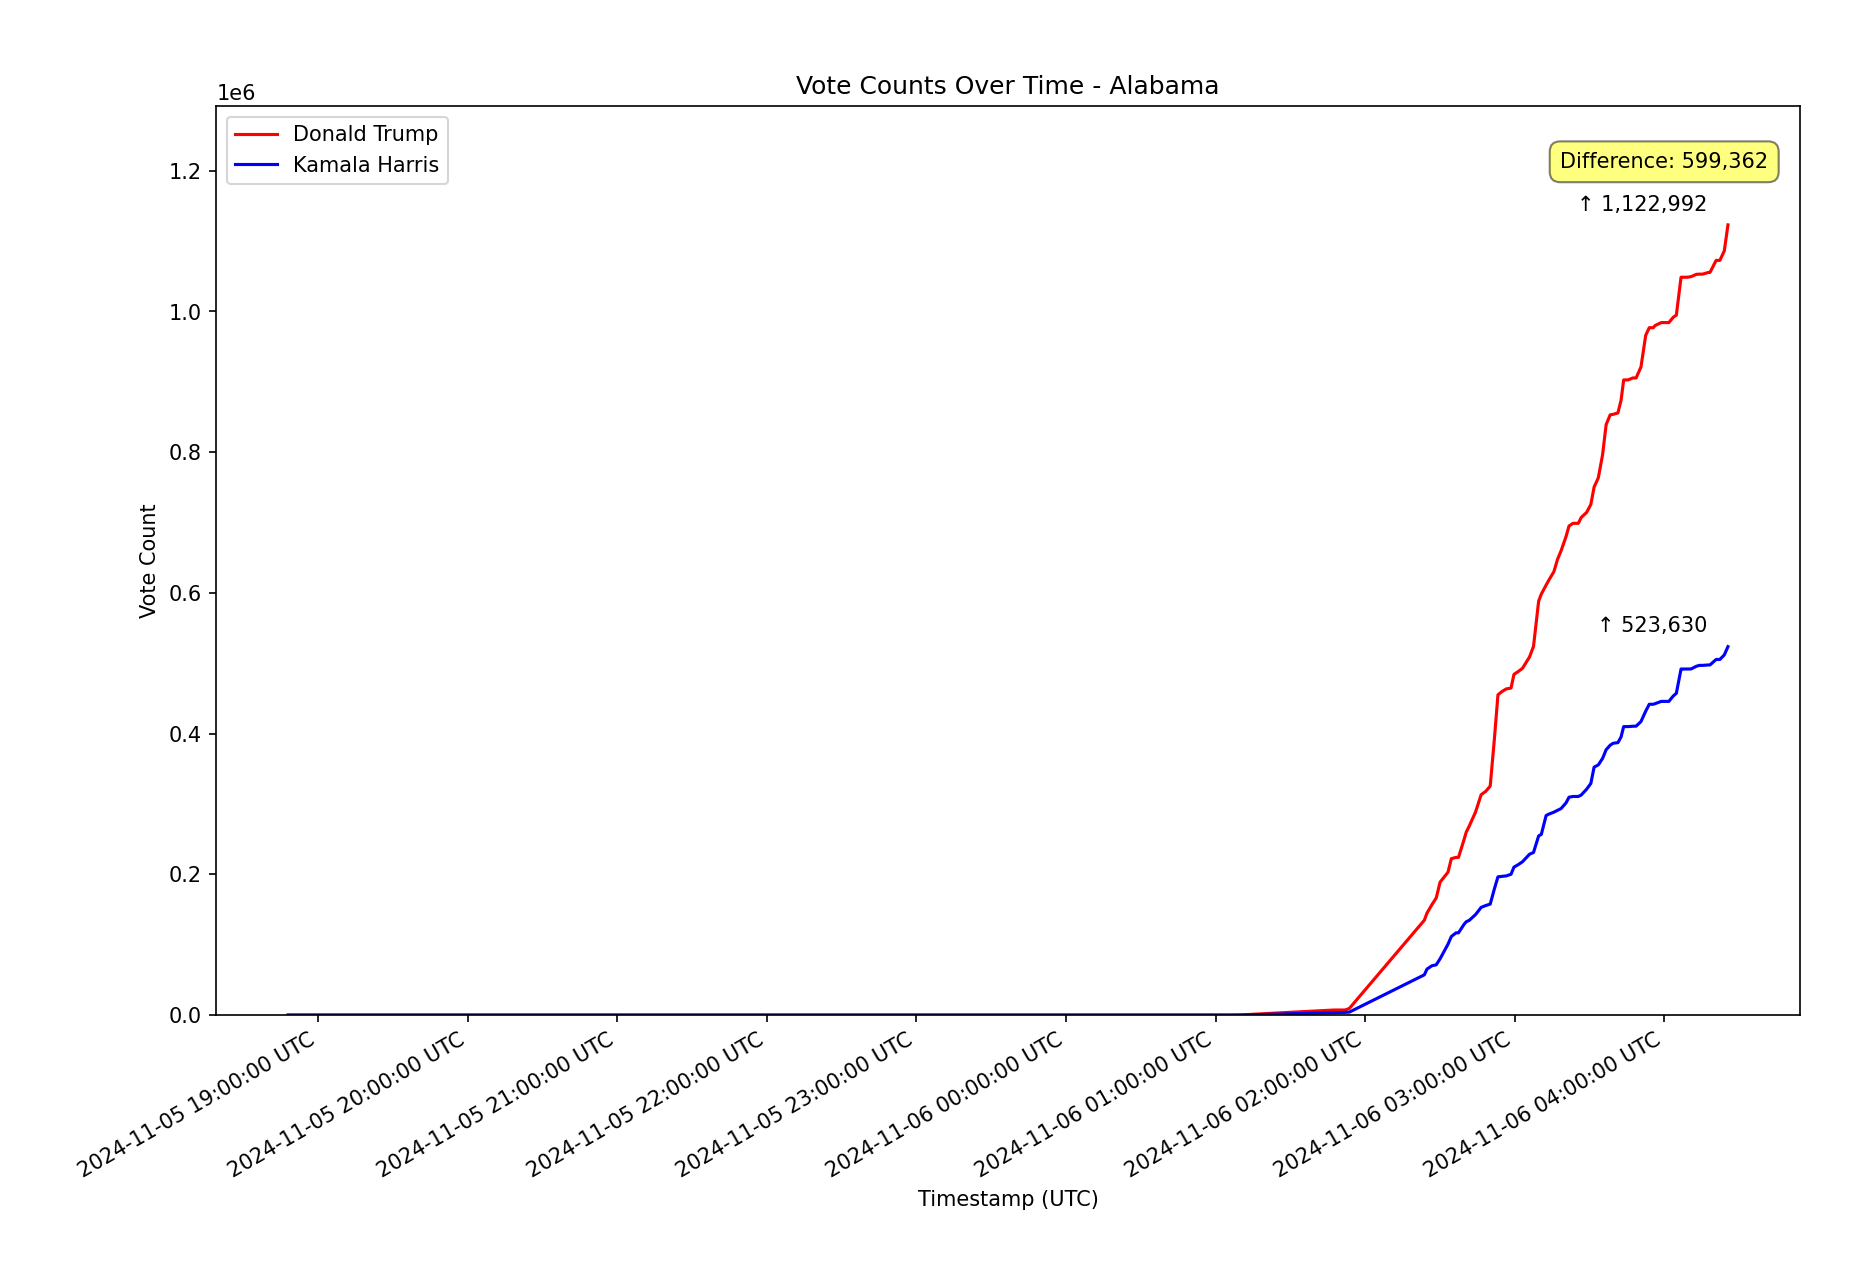 Vote Counts Over Time - Alabama
1e6
Donald Trump
Kamala Harris
Difference: 599,362
↑ 1,122,992
↑ 523,630
1.2
1.0
0.8
0.6
0.4
0.2
0.0
Vote Count
2024-11-05 19:00:00 UTC
2024-11-05 20:00:00 UTC
2024-11-05 21:00:00 UTC
2024-11-05 22:00:00 UTC
2024-11-05 23:00:00 UTC
2024-11-06 00:00:00 UTC
2024-11-06 01:00:00 UTC
2024-11-06 02:00:00 UTC
2024-11-06 03:00:00 UTC
2024-11-06 04:00:00 UTC
Timestamp (UTC)